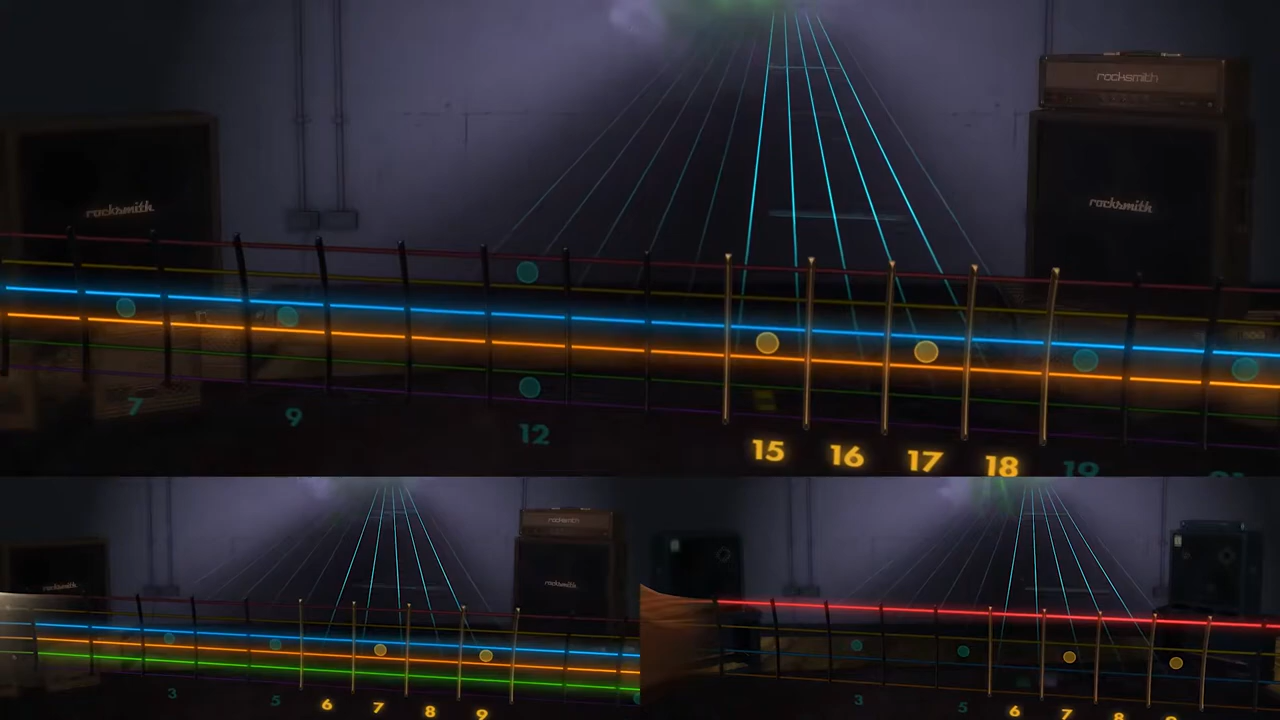 rocksmith
rocksmith
rocksmith
7 9 12 15 16 17 18 19
rocksmith
rocksmith
3 5 6 7 8 9
3 5 6 7 8